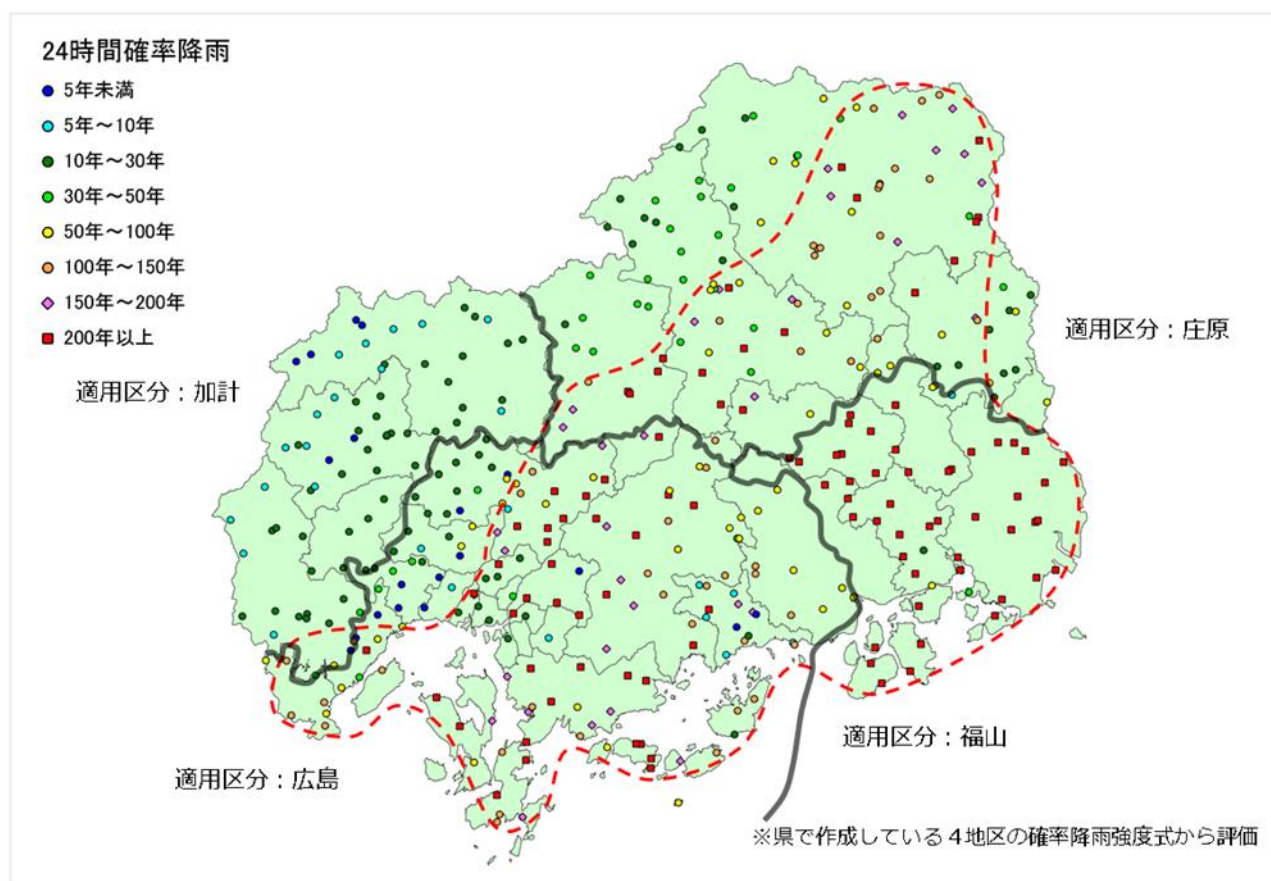 24時間確率降雨
5年未満
5年～10年
10年～30年
30年～50年
50年～100年
100年～150年
150年～200年
200年以上
適用区分：庄原
適用区分：加計
適用区分：福山
適用区分：広島
※県で作成している４地区の確率降雨強度式から評価